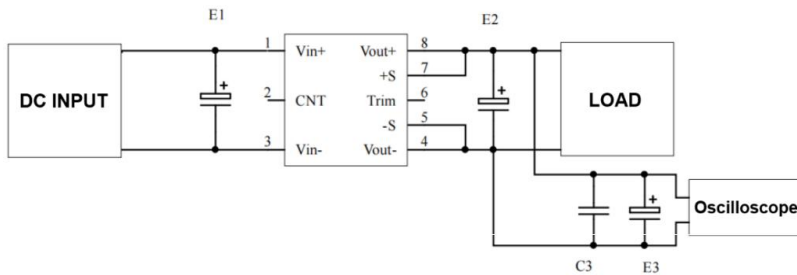 E1
E2
1
Vin+
Vout+
8
+S
7
DC INPUT
2
CNT
Trim
6
LOAD
-S
5
3
Vin-
Vout-
4
+
+
+
Oscilloscope
C3
E3